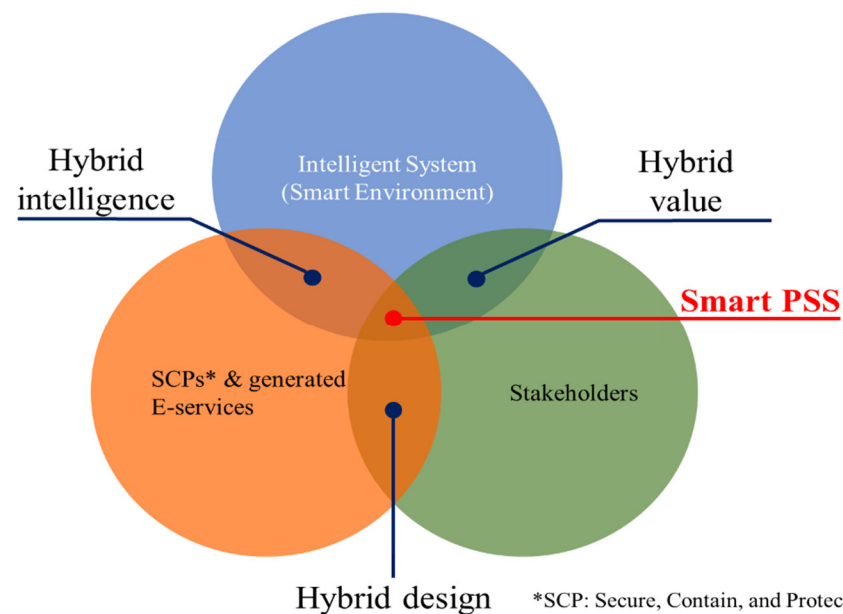 Hybrid
intelligence
Intelligent System
(Smart Environment)
Hybrid
value
Smart PSS
SCPs* & generated
E-services
Stakeholders
Hybrid design
*SCP: Secure, Contain, and Protec